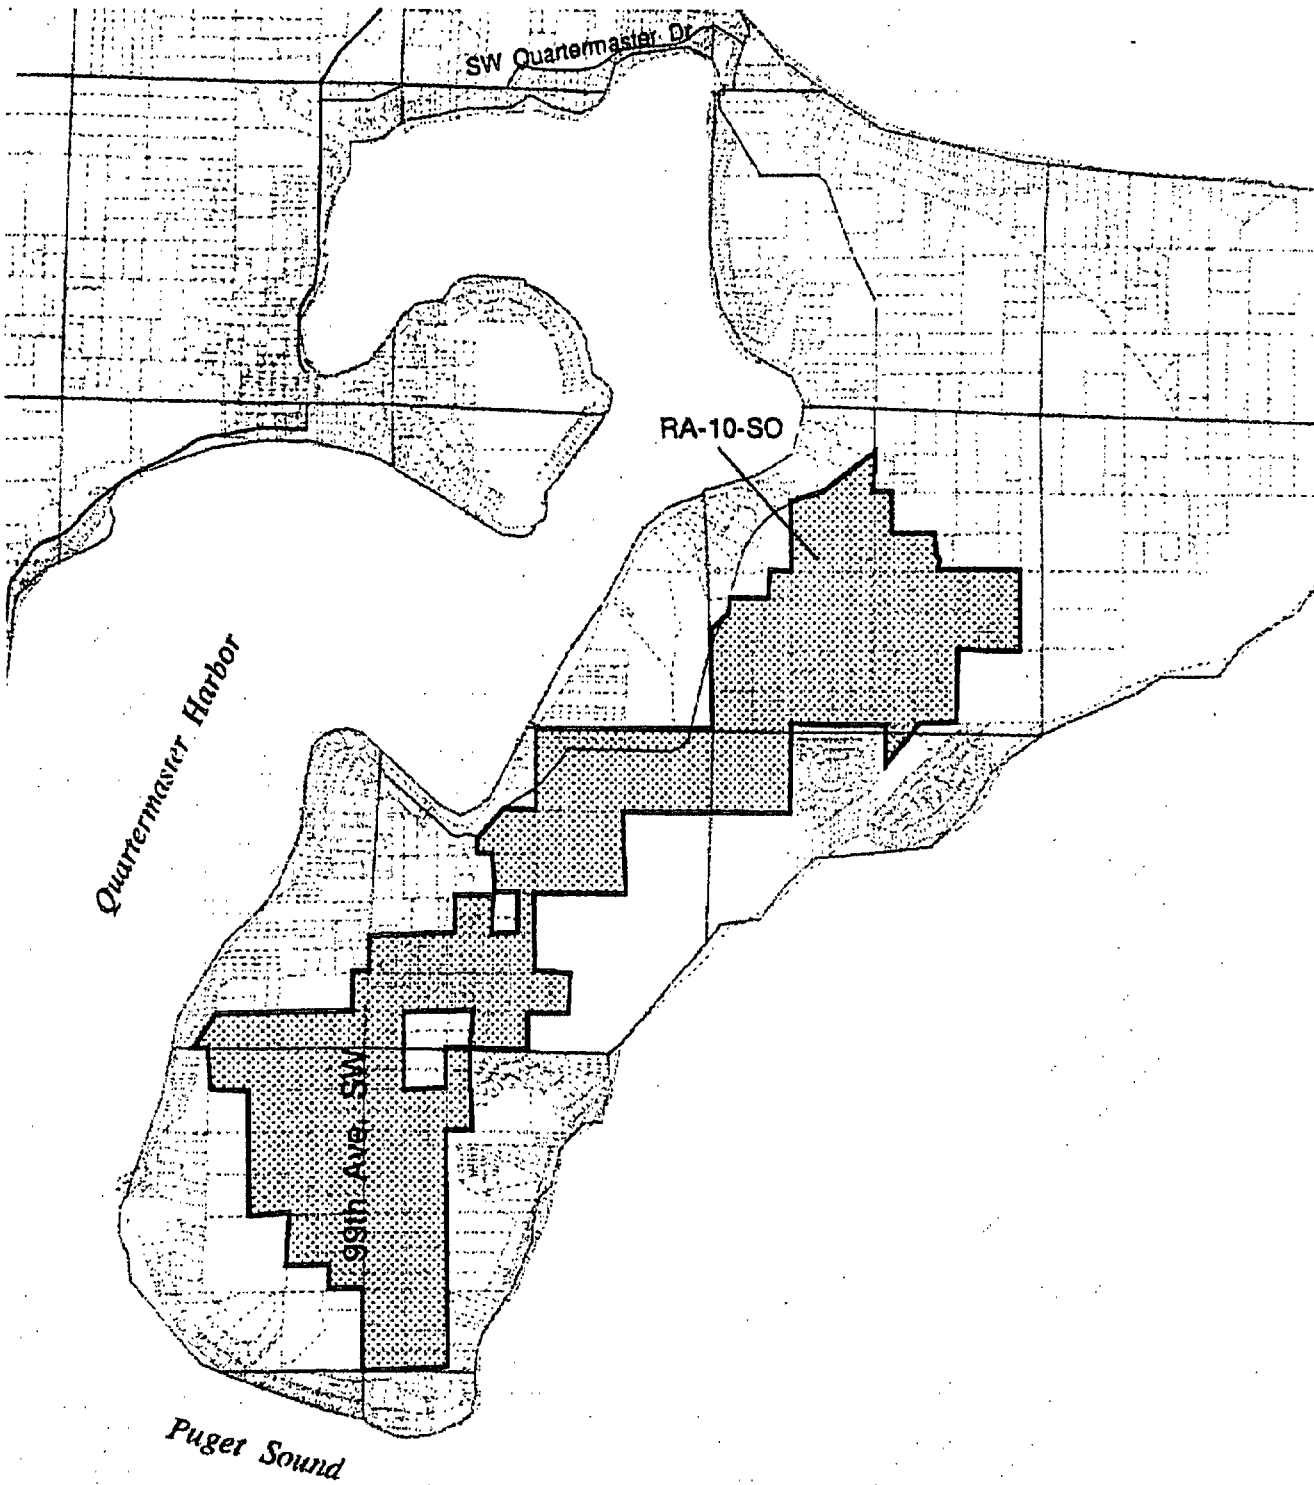 SW Quartermaster Dr
RA-10-SO
Quartermaster Harbor
99th Ave. SW
Puget Sound